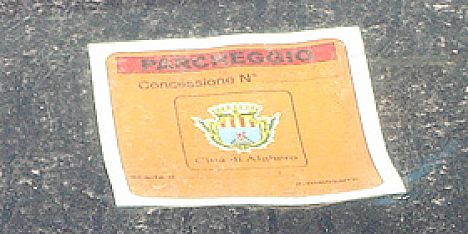 PARCHEGGIO
Concessione N°
Città di Alghero